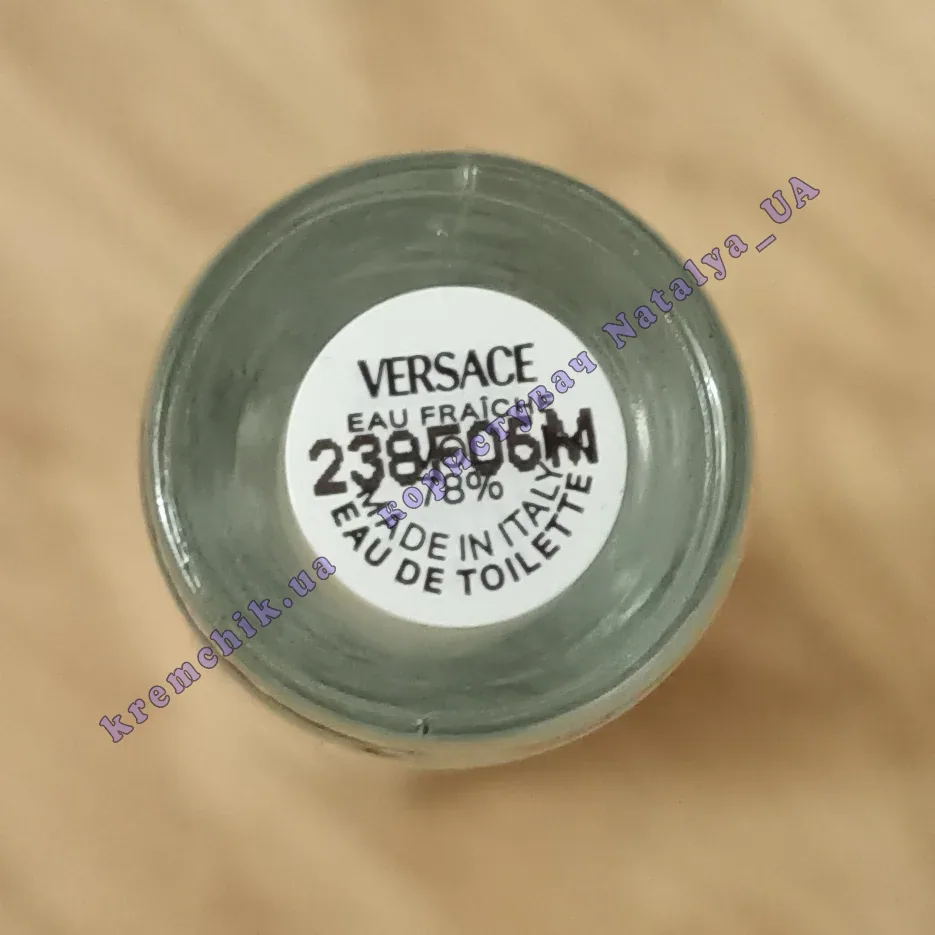 VERSACE
EAU FRAÎCHE
238F06M
78%
MADE IN ITALY
EAU DE TOILETTE
kremchik.ua користувач Natalya_UA